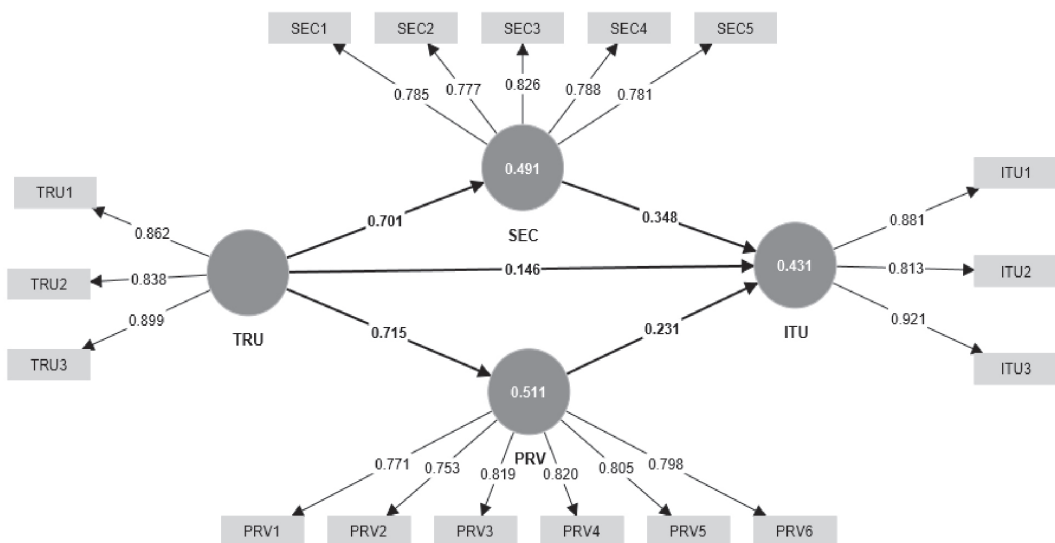 SEC1 SEC2 SEC3 SEC4 SEC5
0.785 0.777 0.826 0.788 0.781
0.491
SEC
TRU1
TRU2
TRU3
0.862
0.838
0.899
TRU
0.701
0.146
0.715
0.348
0.231
0.431
ITU
0.881
0.813
0.921
ITU1
ITU2
ITU3
0.511
PRV
0.771 0.753 0.819 0.820 0.805 0.798
PRV1 PRV2 PRV3 PRV4 PRV5 PRV6